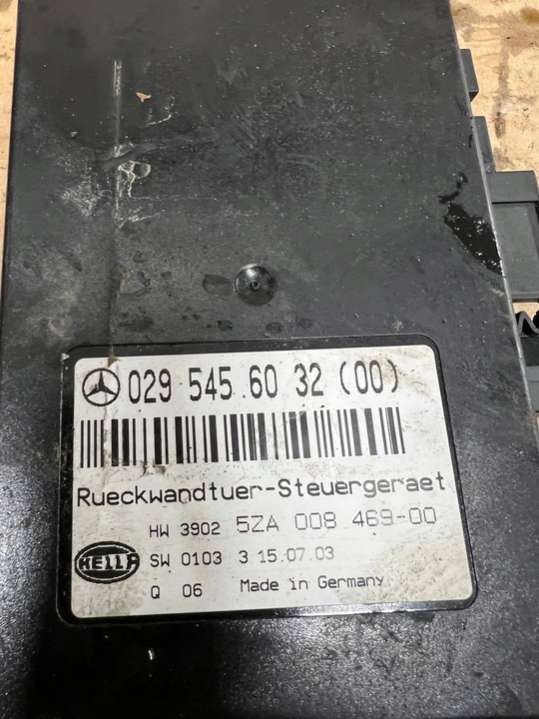 029 545 60 32 (00)
Rueckwandtuer-Steuergeraet
HW 3902 5ZA 008 469-00
HELLA SW 0103 3 15.07.03
Q 06 Made in Germany